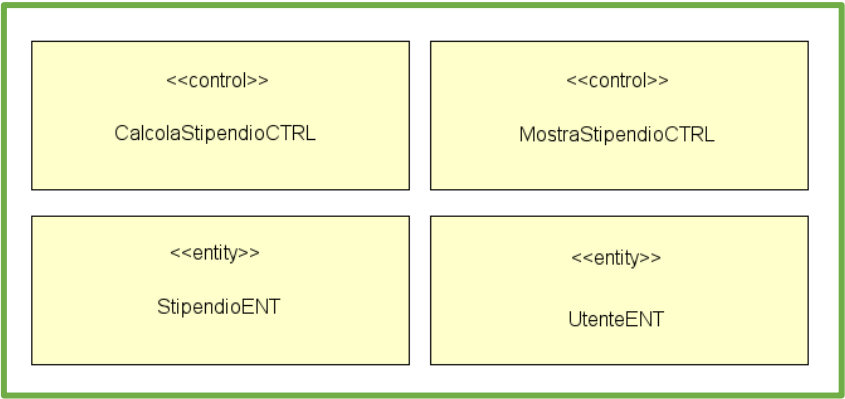 <<control>>
CalcolaStipendioCTRL
<<control>>
MostraStipendioCTRL
<<entity>>
StipendioENT
<<entity>>
UtenteENT